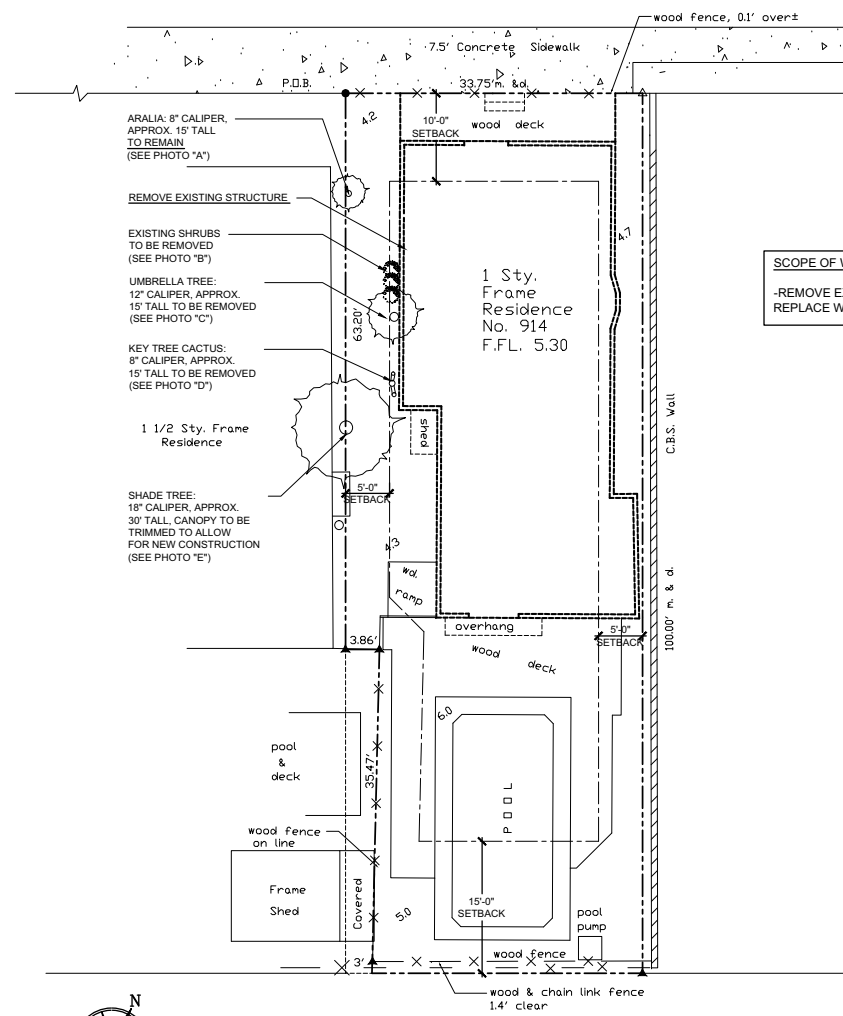 wood fence, 0.1' over±
7.5' Concrete Sidewalk
P.O.B.
33.75'm. &d.
4.2
10'-0"
SETBACK
wood deck
ARALIA: 8" CALIPER,
APPROX. 15' TALL
TO REMAIN
(SEE PHOTO "A")
REMOVE EXISTING STRUCTURE
4.7
EXISTING SHRUBS
TO BE REMOVED
(SEE PHOTO "B")
SCOPE OF W
-REMOVE E
REPLACE W
UMBRELLA TREE:
12" CALIPER, APPROX.
15' TALL TO BE REMOVED
(SEE PHOTO "C")
1 Sty.
Frame
Residence
No. 914
F.FL. 5.30
63.20'
KEY TREE CACTUS:
8" CALIPER, APPROX.
15' TALL TO BE REMOVED
(SEE PHOTO "D")
1 1/2 Sty. Frame
Residence
shed
C.B.S. Wall
SHADE TREE:
18" CALIPER, APPROX.
30' TALL, CANOPY TO BE
TRIMMED TO ALLOW
FOR NEW CONSTRUCTION
(SEE PHOTO "E")
5'-0"
SETBACK
4.3
wd.
ramp
100.00' m. & d.
overhang
wood deck
5'-0"
SETBACK
3.86'
6.0
pool
&
deck
35.47'
POOL
wood fence
on line
Frame
Shed
Covered
5.0
15'-0"
SETBACK
pool
pump
wood fence
3'
wood & chain link fence
1.4' clear
N